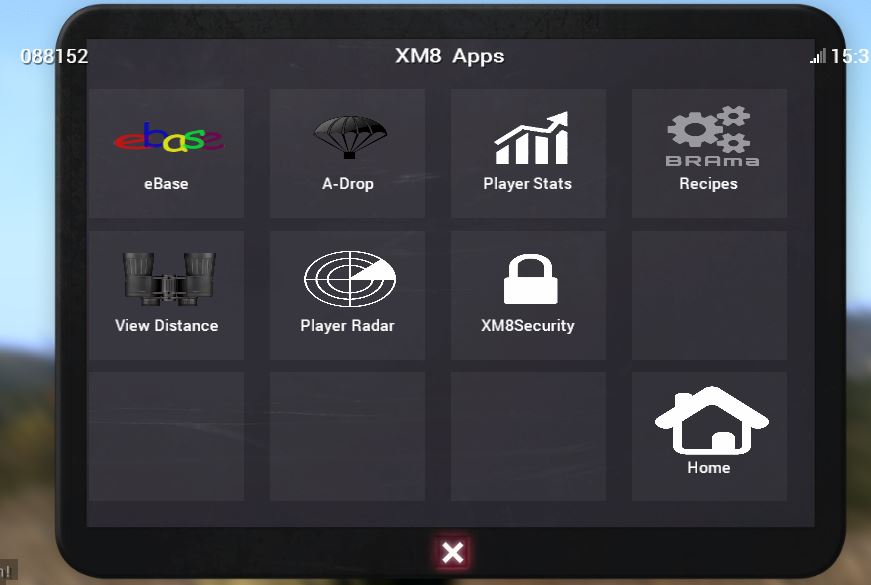 088152
XM8 Apps
15:3
ebase
eBase
A-Drop
Player Stats
BRAma
Recipes
View Distance
Player Radar
XM8Security
Home